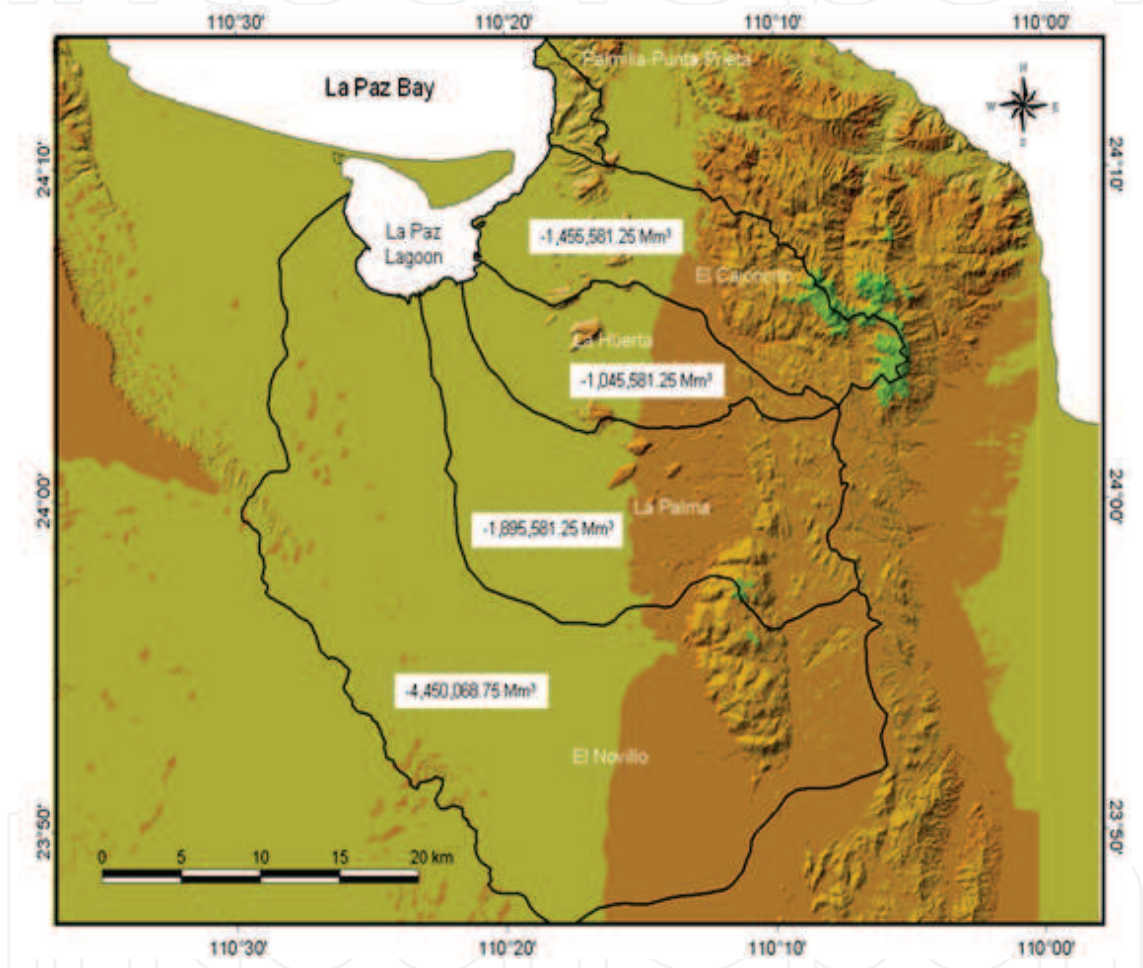 110°30' 110°20' 110°10' 110°00'
Palmilla-Punta Prieta
La Paz Bay
N
W E
24°10' 24°10'
La Paz
Lagoon
-1,455,581.25 Mm³
El Cajoncito
La Huerta
-1,045,581.25 Mm³
24°00' 24°00'
La Palma
-1,895,581.25 Mm³
-4,450,068.75 Mm³
El Novillo
23°50' 23°50'
0 5 10 15 20 km
110°30' 110°20' 110°10' 110°00'